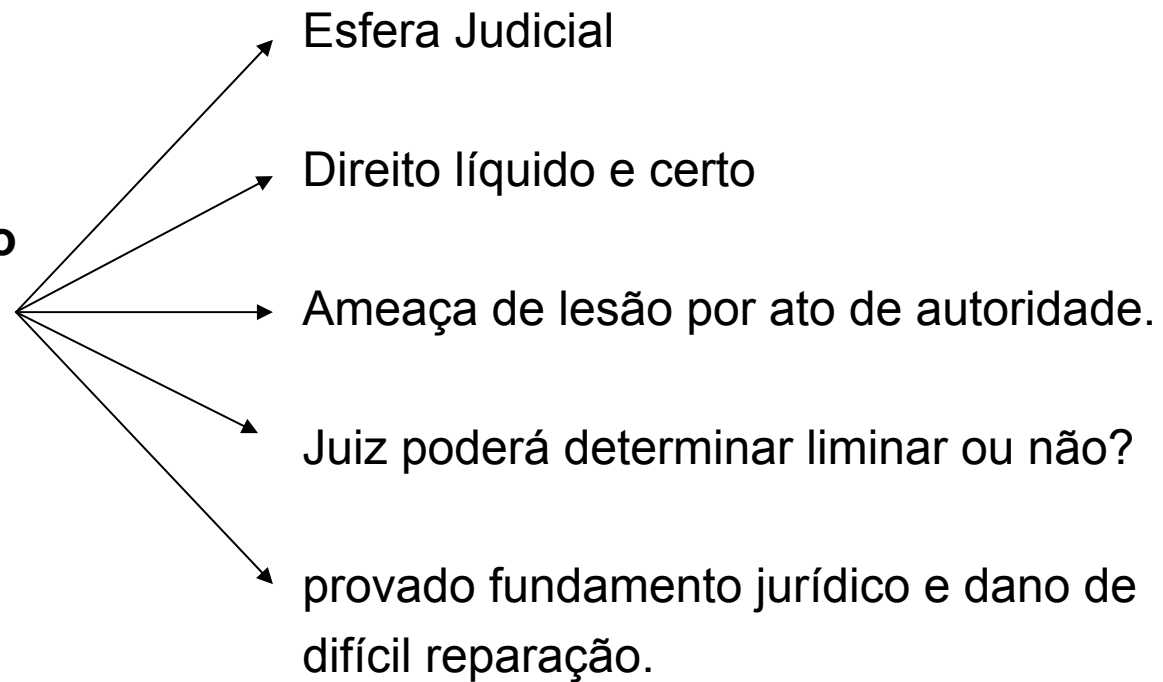 Esfera Judicial
Direito líquido e certo
o
Ameaça de lesão por ato de autoridade.
Juiz poderá determinar liminar ou não?
provado fundamento jurídico e dano de
difícil reparação.